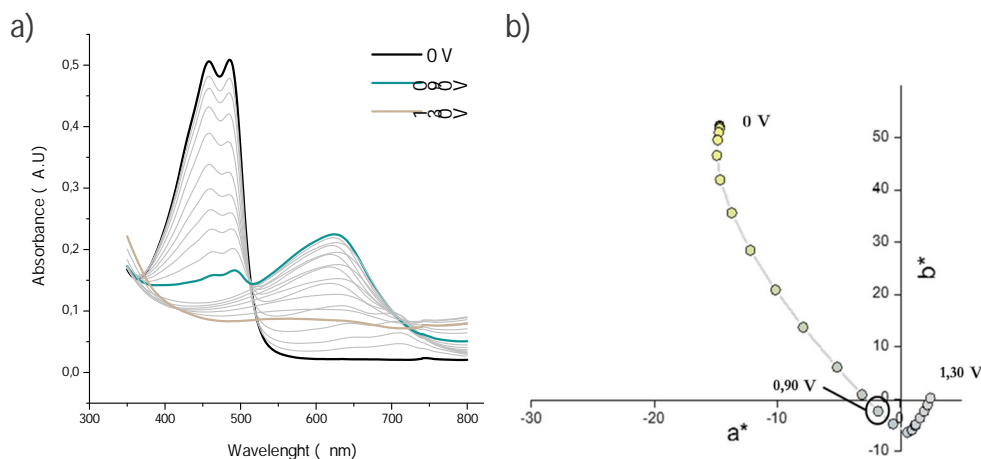 a)
0,5
0,4
0,3
0,2
0,1
0,0
Absorbance ( A.U)
300 400 500 600 700 800
Wavelenght ( nm)
0 V
0,90 V
1,30 V
b)
0 V
50
40
30
20
10
0
-10
-30 -20 -10 0
a*
b*
0,90 V
1,30 V